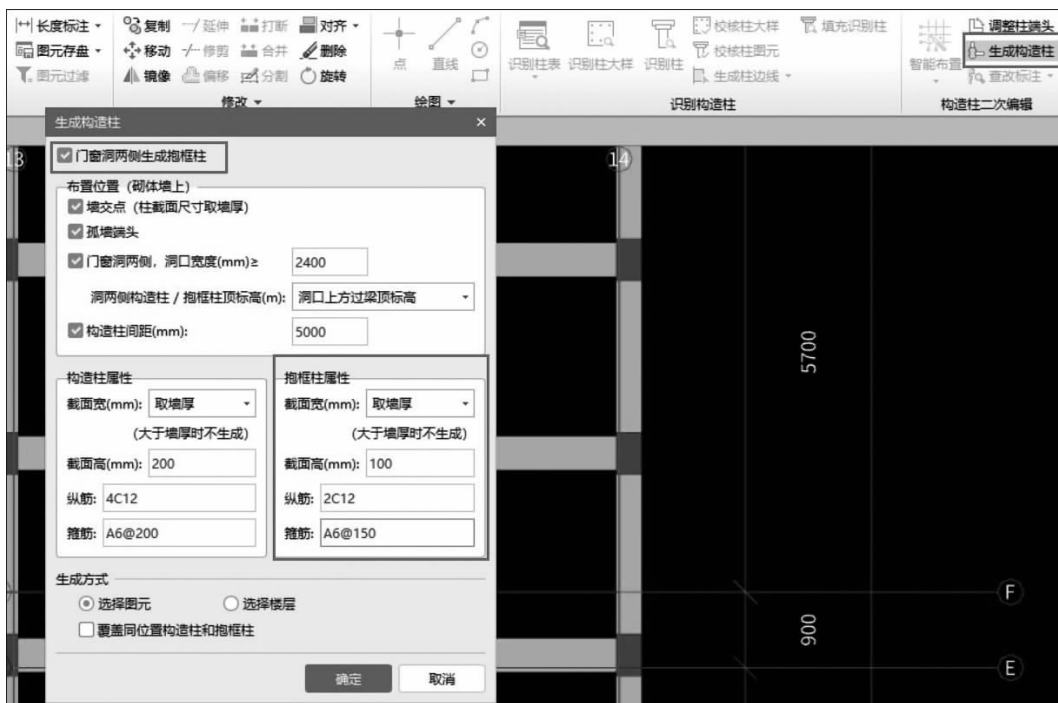 长度标注 复制 延伸 打断 对齐 校核柱大样 填充识别柱 调整柱端头
图元存盘 移动 修剪 合并 删除 点 直线 识别柱表 识别柱大样 识别柱 校核柱图元 智能布置 生成构造柱
图元过滤 镜像 偏移 分割 旋转 生成柱边线 查改标注
修改 绘图 识别构造柱 构造柱二次编辑
生成构造柱 ×
13
14
门窗洞两侧生成抱框柱
布置位置（砌体墙上）
墙交点（柱截面尺寸取墙厚）
孤墙端头
门窗洞两侧，洞口宽度(mm)≥ 2400
洞两侧构造柱 / 抱框柱顶标高(m): 洞口上方过梁顶标高
构造柱间距(mm): 5000
5700
构造柱属性
截面宽(mm): 取墙厚
(大于墙厚时不生成)
截面高(mm): 200
纵筋: 4C12
箍筋: A6@200
抱框柱属性
截面宽(mm): 取墙厚
(大于墙厚时不生成)
截面高(mm): 100
纵筋: 2C12
箍筋: A6@150
生成方式
选择图元 选择楼层
覆盖同位置构造柱和抱框柱
确定 取消
F
900
E